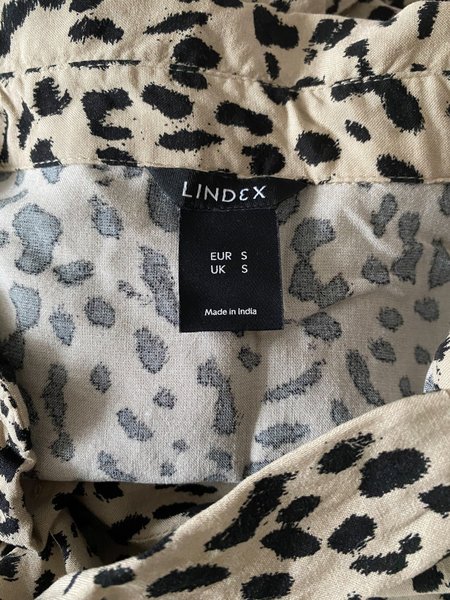 LINDEX
EUR S
UK S
Made in India